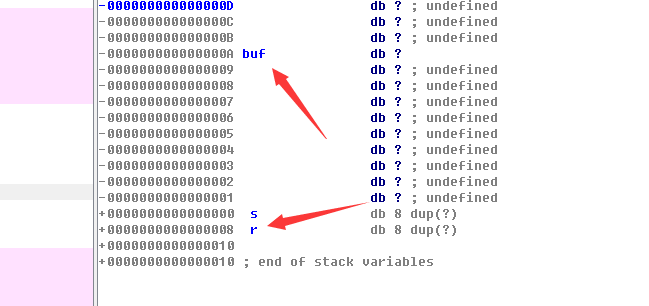 -000000000000000D db ? ; undefined
-000000000000000C db ? ; undefined
-000000000000000B db ? ; undefined
-000000000000000A buf db ?
-0000000000000009 db ? ; undefined
-0000000000000008 db ? ; undefined
-0000000000000007 db ? ; undefined
-0000000000000006 db ? ; undefined
-0000000000000005 db ? ; undefined
-0000000000000004 db ? ; undefined
-0000000000000003 db ? ; undefined
-0000000000000002 db ? ; undefined
-0000000000000001 db ? ; undefined
+0000000000000000 s db 8 dup(?)
+0000000000000008 r db 8 dup(?)
+0000000000000010
+0000000000000010 ; end of stack variables